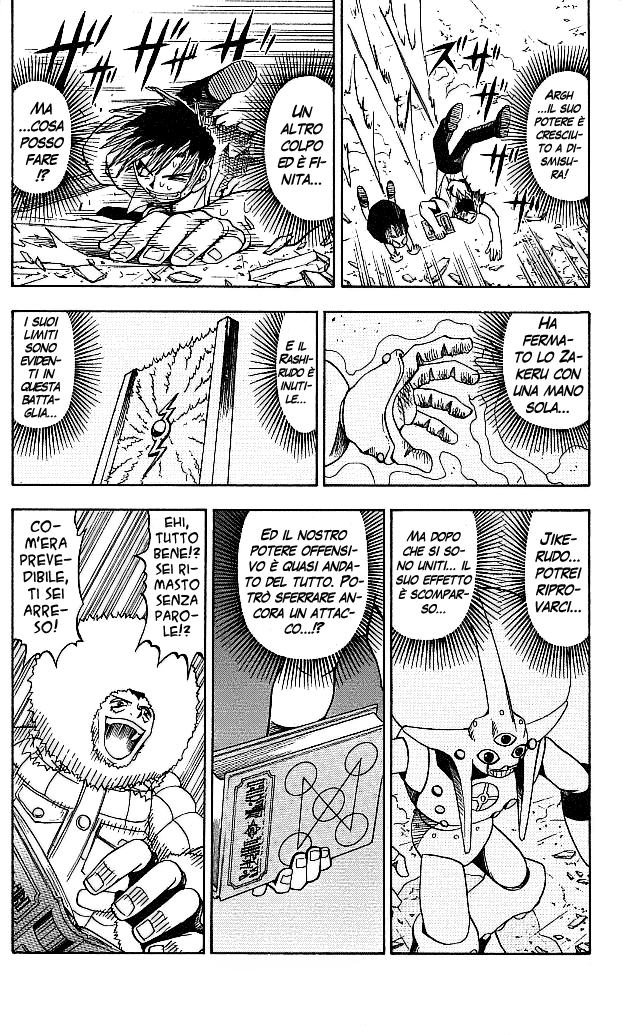 ARGH
...IL SUO
POTERE È
CRESCIU-
TO A DI-
SMISU-
RA!
UN
ALTRO
COLPO
ED È FI-
NITA...
MA
...COSA
POSSO
FARE
!?
HA
FERMA-
TO LO ZA-
KERU CON
UNA MANO
SOLA...
E IL
RASHI-
RUDO È
INUTI-
LE...
I SUOI
LIMITI
SONO
EVIDEN-
TI IN
QUESTA
BATTA-
GLIA...
JIKE-
RUDO...
POTREI
RIPRO-
VARCI...
MA DOPO
CHE SI SO-
NO UNITI... IL
SUO EFFETTO
È SCOMPAR-
SO...
ED IL NOSTRO
POTERE OFFENSI-
VO È QUASI ANDA-
TO DEL TUTTO. PO-
TRÒ SFERRARE AN-
CORA UN ATTAC-
CO...!?
EHI,
TUTTO
BENE!?
SEI RI-
MASTO
SENZA
PARO-
LE!?
CO-
M'ERA
PREVE-
DIBILE,
TI SEI
ARRE-
SO!